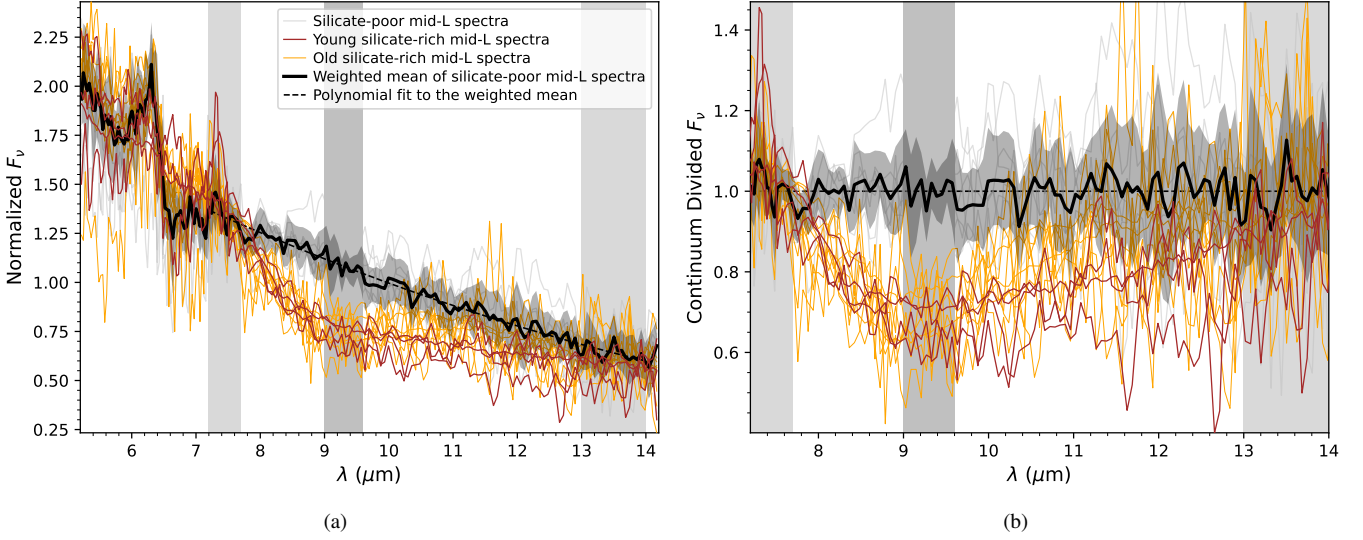 Silicate-poor mid-L spectra
Young silicate-rich mid-L spectra
Old silicate-rich mid-L spectra
Weighted mean of silicate-poor mid-L spectra
Polynomial fit to the weighted mean
Normalized Fν
2.25
2.00
1.75
1.50
1.25
1.00
0.75
0.50
0.25
6 7 8 9 10 11 12 13 14
λ (μm)
(a)
Continuum Divided Fν
1.4
1.2
1.0
0.8
0.6
8 9 10 11 12 13 14
λ (μm)
(b)